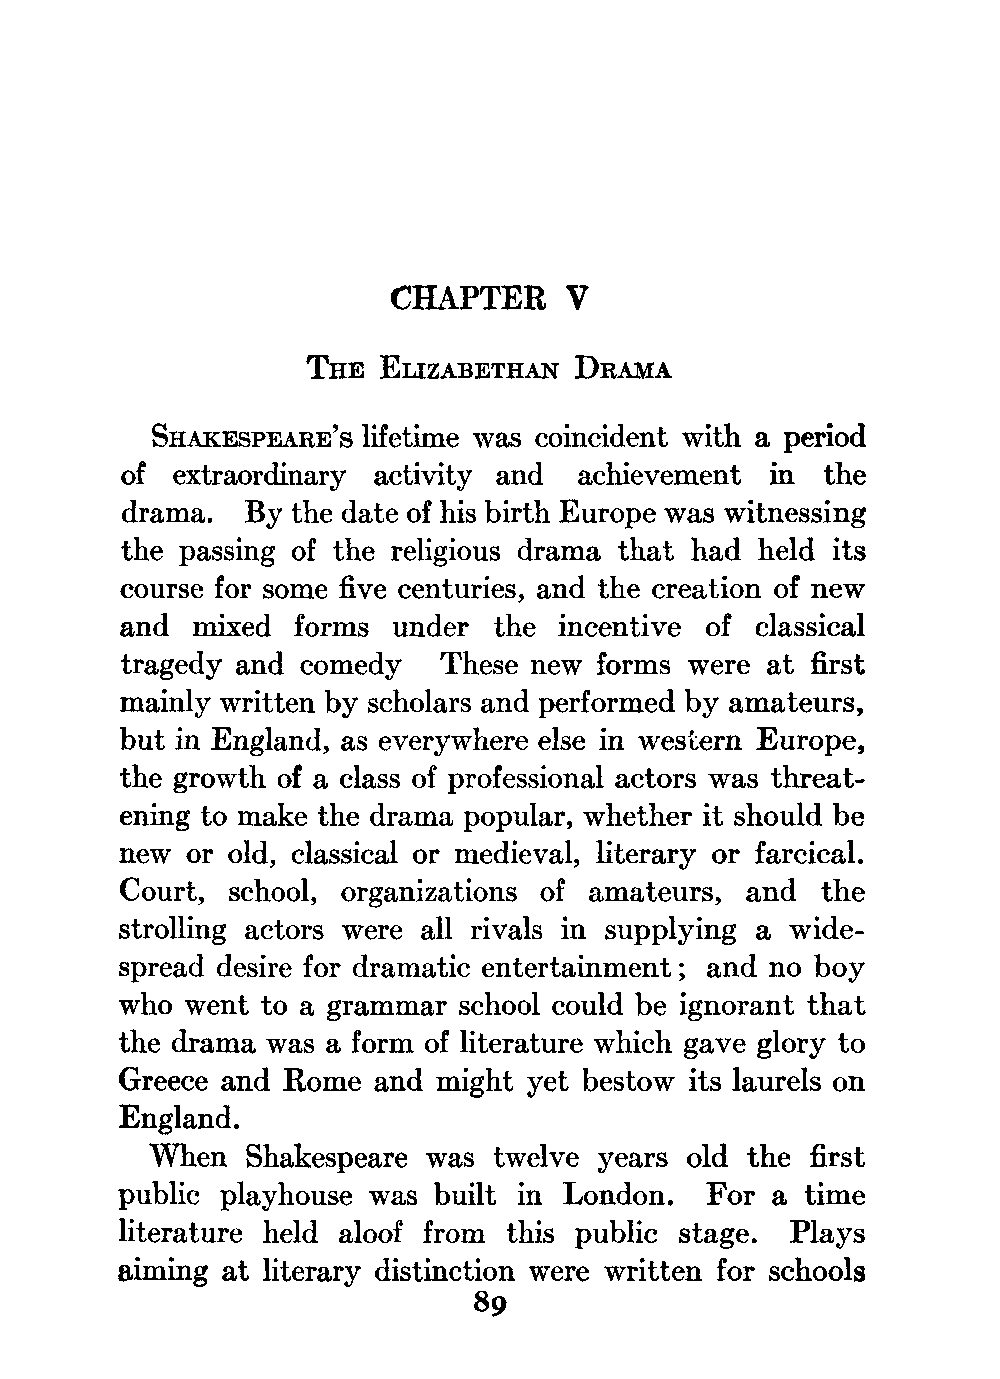 CHAPTER V
The Elizabethan Drama
Shakespeare's lifetime was coincident with a period
of extraordinary activity and achievement in the
drama. By the date of his birth Europe was witnessing
the passing of the religious drama that had held its
course for some five centuries, and the creation of new
and mixed forms under the incentive of classical
tragedy and comedy These new forms were at first
mainly written by scholars and performed by amateurs,
but in England, as everywhere else in western Europe,
the growth of a class of professional actors was threat-
ening to make the drama popular, whether it should be
new or old, classical or medieval, literary or farcical.
Court, school, organizations of amateurs, and the
strolling actors were all rivals in supplying a wide-
spread desire for dramatic entertainment; and no boy
who went to a grammar school could be ignorant that
the drama was a form of literature which gave glory to
Greece and Rome and might yet bestow its laurels on
England.
When Shakespeare was twelve years old the first
public playhouse was built in London. For a time
literature held aloof from this public stage. Plays
aiming at literary distinction were written for schools
89